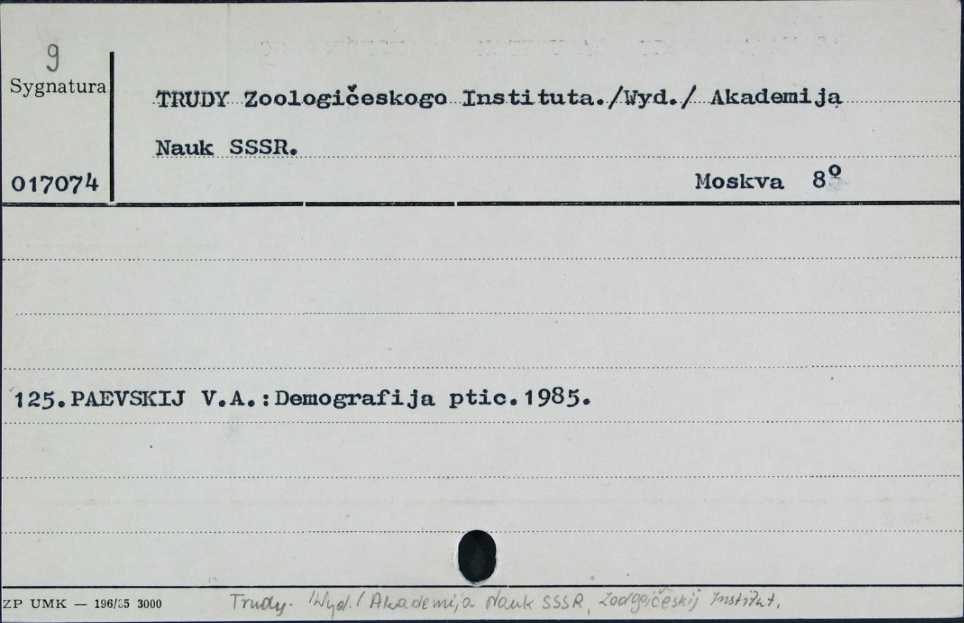 9
Sygnatura
TRUDY Zoologičeskogo Instituta./Wyd./ Akademija
Nauk SSSR.
017074
Moskva 8º
125.PAEVSKIJ V.A.:Demografija ptic.1985.
ZP UMK — 196/85 3000
Trudy. /Wyd./ Akademija Nauk SSSR, Zoologičeskij Institut.